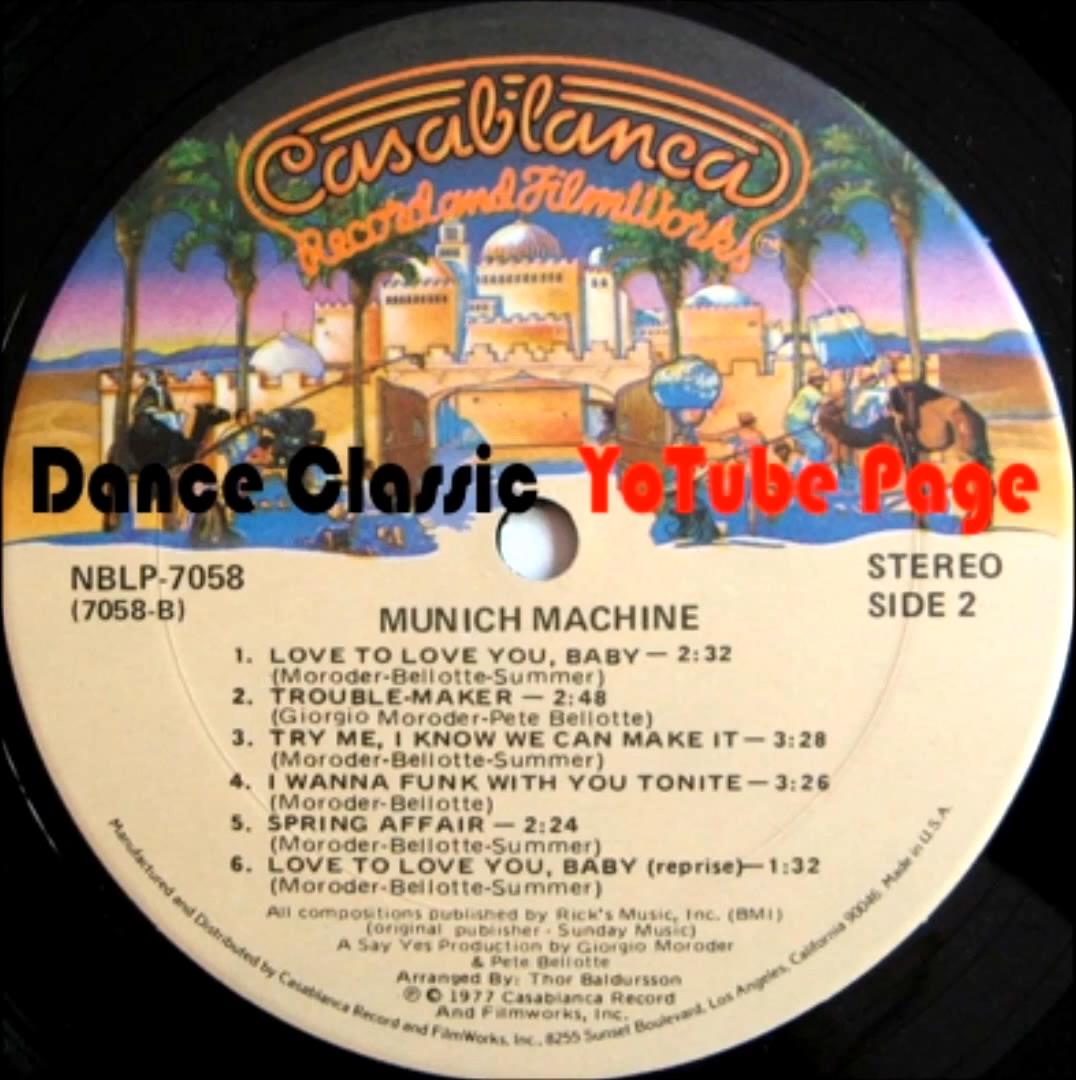 Casablanca
Record and FilmWorks ™
Dance Classic YoTube Page
NBLP-7058
(7058-B)
STEREO
SIDE 2
MUNICH MACHINE
1. LOVE TO LOVE YOU, BABY — 2:32
(Moroder-Bellotte-Summer)
2. TROUBLE-MAKER — 2:48
(Giorgio Moroder-Pete Bellotte)
3. TRY ME, I KNOW WE CAN MAKE IT — 3:28
(Moroder-Bellotte-Summer)
4. I WANNA FUNK WITH YOU TONITE — 3:26
(Moroder-Bellotte)
5. SPRING AFFAIR — 2:24
(Moroder-Bellotte-Summer)
6. LOVE TO LOVE YOU, BABY (reprise) — 1:32
(Moroder-Bellotte-Summer)
All compositions published by Rick's Music, Inc. (BMI)
(original publisher - Sunday Music)
A Say Yes Production by Giorgio Moroder
& Pete Bellotte
Arranged By: Thor Baldursson
℗ © 1977 Casablanca Record
And Filmworks, Inc.
Manufactured and Distributed by Casablanca Record and FilmWorks, Inc., 8255 Sunset Boulevard, Los Angeles, California 90046 Made in U.S.A.